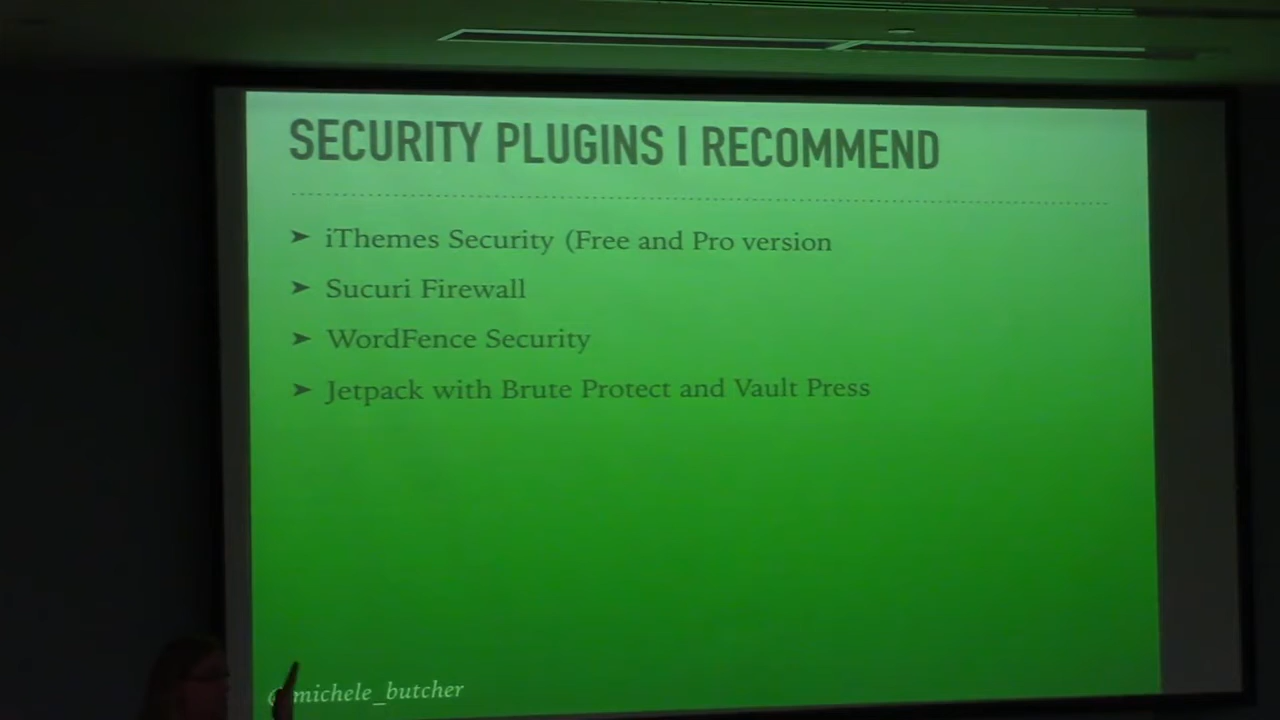 SECURITY PLUGINS I RECOMMEND
➤ iThemes Security (Free and Pro version
➤ Sucuri Firewall
➤ WordFence Security
➤ Jetpack with Brute Protect and Vault Press
@michele_butcher